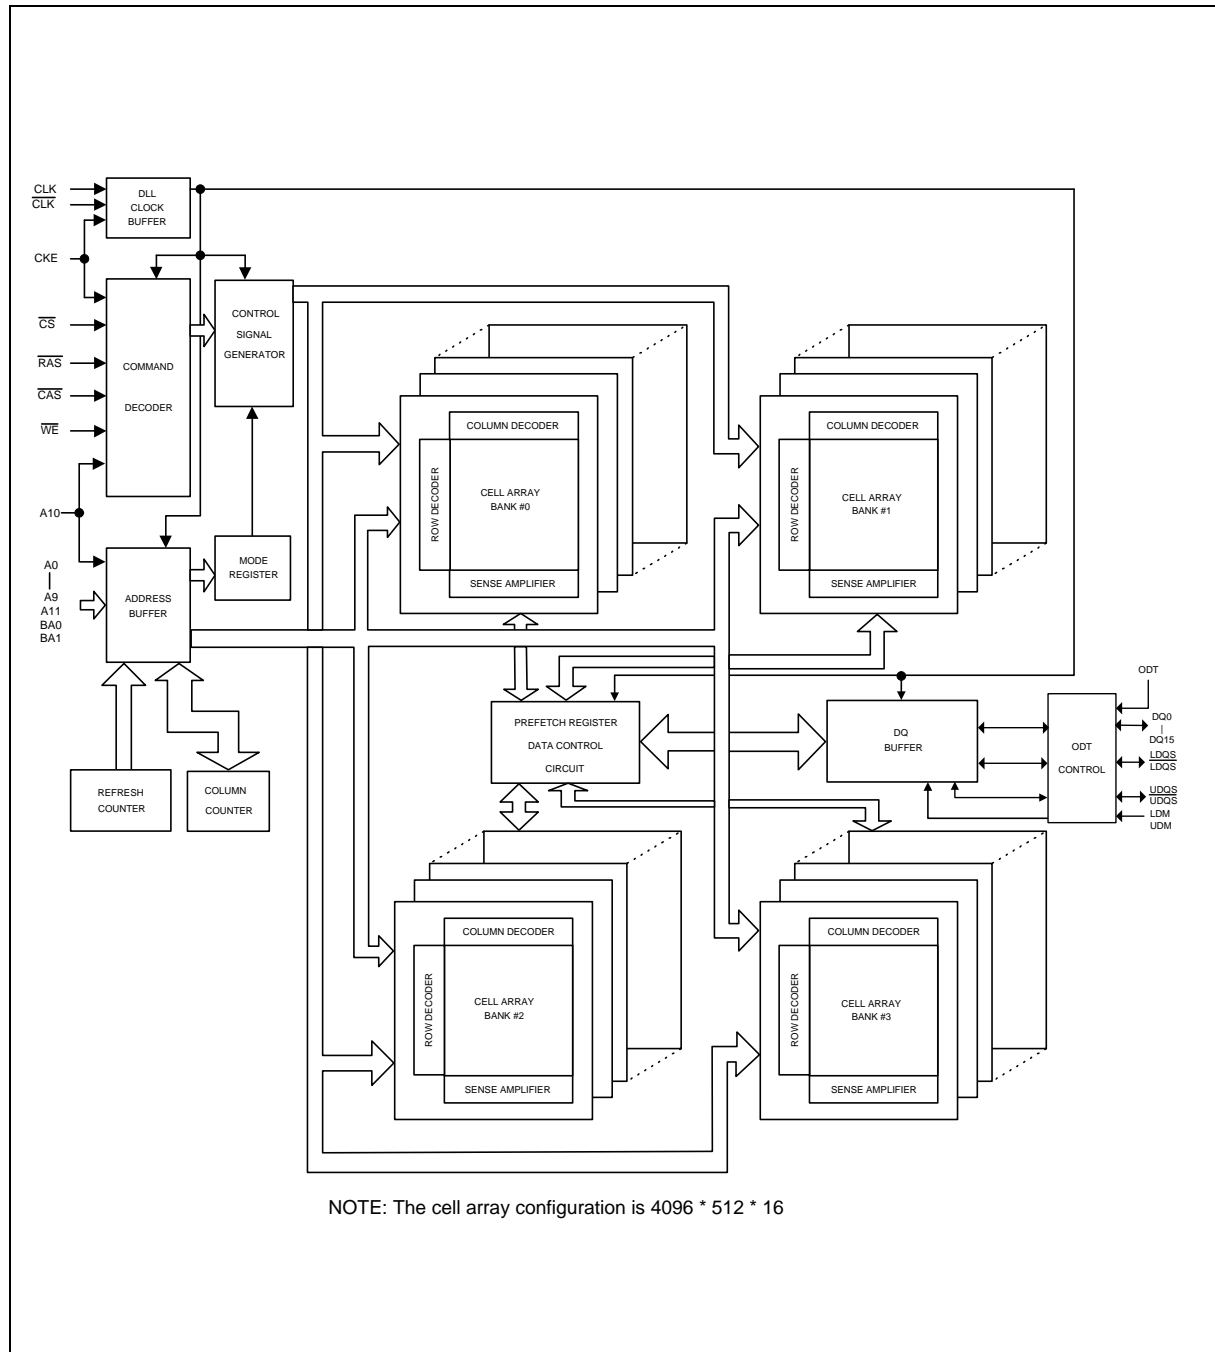 CLK
CLK
CKE
CS
RAS
CAS
WE
A10
A0
A9
A11
BA0
BA1
DLL
CLOCK
BUFFER
COMMAND
DECODER
CONTROL
SIGNAL
GENERATOR
MODE
REGISTER
ADDRESS
BUFFER
REFRESH
COUNTER
COLUMN
COUNTER
COLUMN DECODER
ROW DECODER
CELL ARRAY
BANK #0
SENSE AMPLIFIER
COLUMN DECODER
ROW DECODER
CELL ARRAY
BANK #1
SENSE AMPLIFIER
PREFETCH REGISTER
DATA CONTROL
CIRCUIT
DQ
BUFFER
ODT
CONTROL
ODT
DQ0
DQ15
LDQS
LDQS
UDQS
UDQS
LDM
UDM
COLUMN DECODER
ROW DECODER
CELL ARRAY
BANK #2
SENSE AMPLIFIER
COLUMN DECODER
ROW DECODER
CELL ARRAY
BANK #3
SENSE AMPLIFIER
NOTE: The cell array configuration is 4096 * 512 * 16